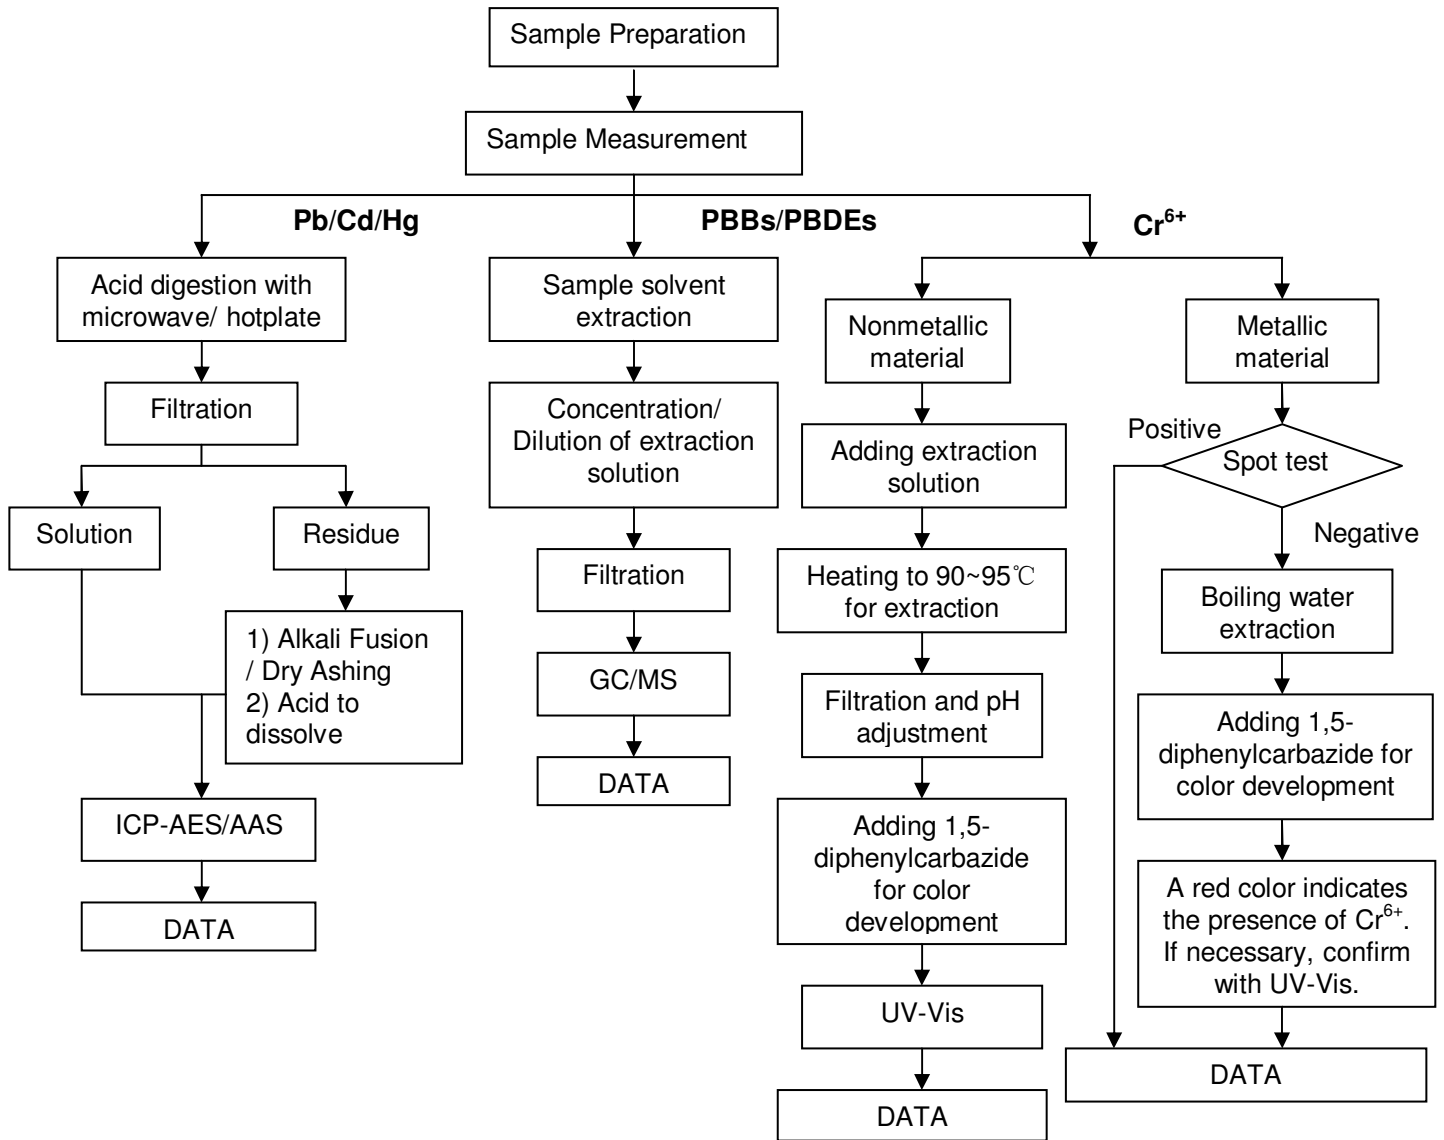 Sample Preparation
Sample Measurement
Pb/Cd/Hg
PBBs/PBDEs
Cr⁶⁺
Acid digestion with
microwave/ hotplate
Filtration
Solution
Residue
1) Alkali Fusion
/ Dry Ashing
2) Acid to
dissolve
ICP-AES/AAS
DATA
Sample solvent
extraction
Concentration/
Dilution of extraction
solution
Filtration
GC/MS
DATA
Nonmetallic
material
Adding extraction
solution
Heating to 90~95℃
for extraction
Filtration and pH
adjustment
Adding 1,5-
diphenylcarbazide
for color
development
UV-Vis
DATA
Metallic
material
Positive
Spot test
Negative
Boiling water
extraction
Adding 1,5-
diphenylcarbazide for
color development
A red color indicates
the presence of Cr⁶⁺.
If necessary, confirm
with UV-Vis.
DATA